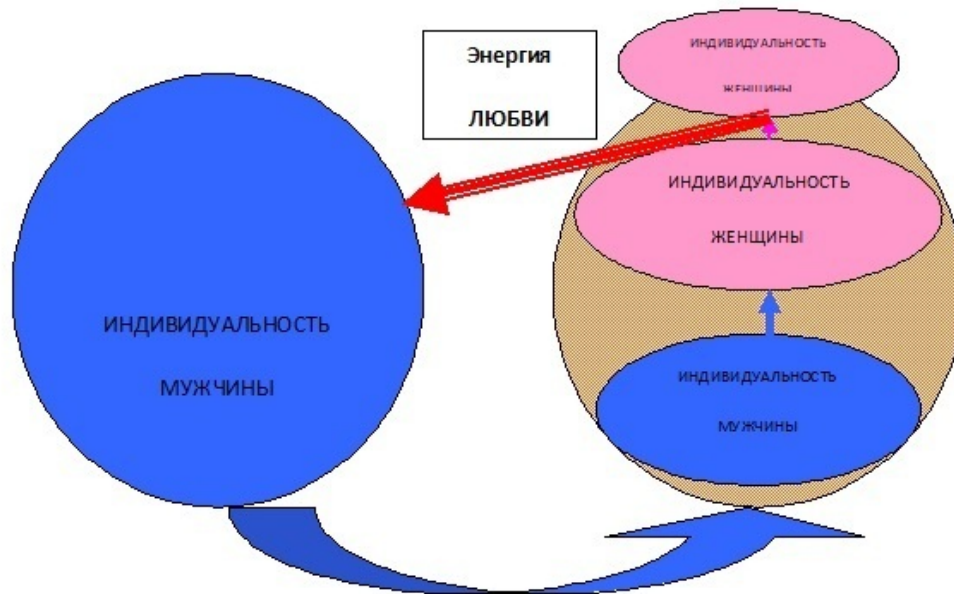 Энергия
ЛЮБВИ
ИНДИВИДУАЛЬНОСТЬ
МУЖЧИНЫ
ИНДИВИДУАЛЬНОСТЬ
ЖЕНЩИНЫ
ИНДИВИДУАЛЬНОСТЬ
ЖЕНЩИНЫ
ИНДИВИДУАЛЬНОСТЬ
МУЖЧИНЫ